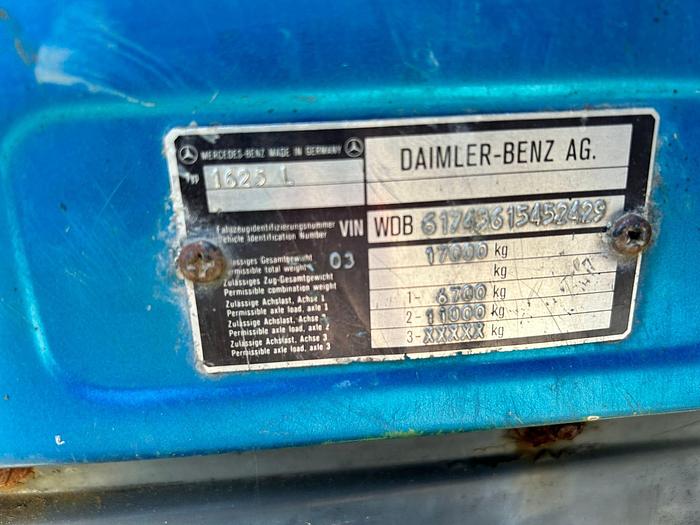 MERCEDES-BENZ MADE IN GERMANY
Typ 1625 L
DAIMLER-BENZ AG.
Fahrzeugidentifizierungsnummer
Vehicle Identification Number
VIN WDB 61743615452429
Zulässiges Gesamtgewicht
Permissible total weight
03 17000 kg
Zulässiges Zug-Gesamtgewicht
Permissible combination weight
kg
Zulässige Achslast, Achse 1
Permissible axle load, axle 1
1- 6700 kg
Zulässige Achslast, Achse
Permissible axle load, axle 2
2- 11000 kg
Zulässige Achslast, Achse 3
Permissible axle load, axle 3
3- XXXXX kg